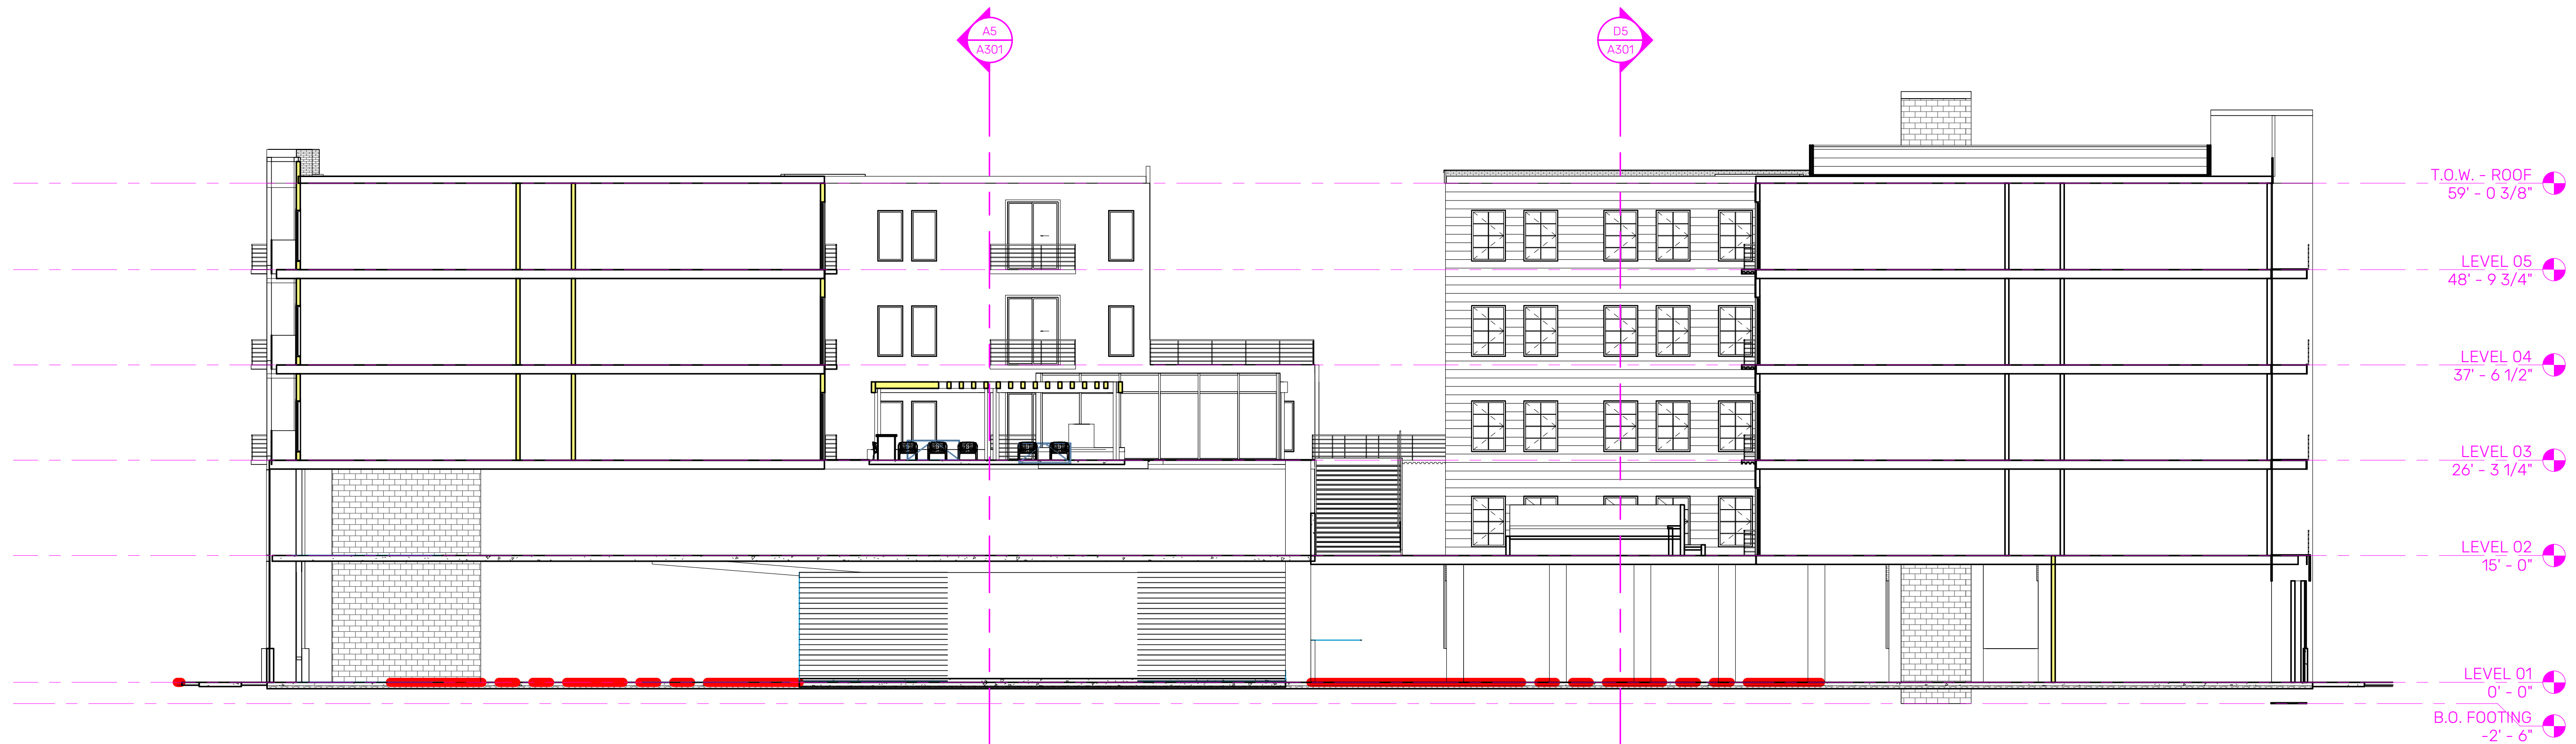 A5
A301
D5
A301
T.O.W. - ROOF
59' - 0 3/8"
LEVEL 05
48' - 9 3/4"
LEVEL 04
37' - 6 1/2"
LEVEL 03
26' - 3 1/4"
LEVEL 02
15' - 0"
LEVEL 01
0' - 0"
B.O. FOOTING
-2' - 6"